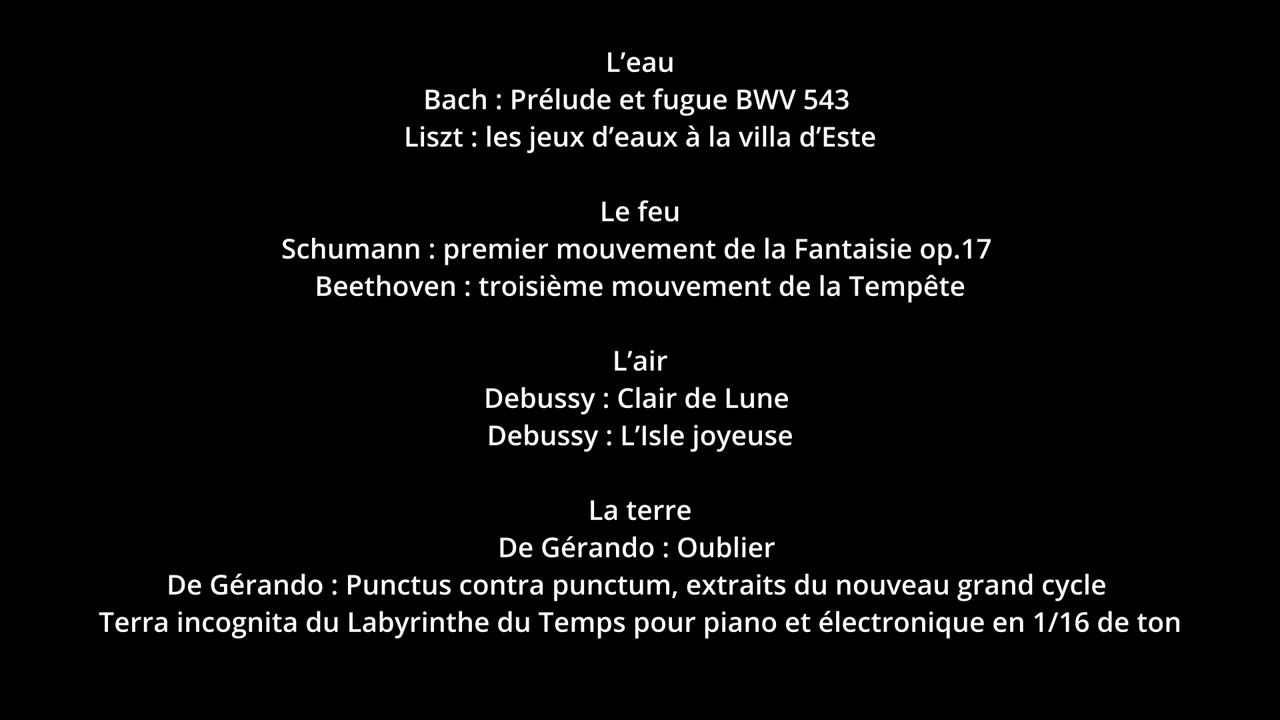 L’eau
Bach : Prélude et fugue BWV 543
Liszt : les jeux d’eaux à la villa d’Este
Le feu
Schumann : premier mouvement de la Fantaisie op.17
Beethoven : troisième mouvement de la Tempête
L’air
Debussy : Clair de Lune
Debussy : L’Isle joyeuse
La terre
De Gérando : Oublier
De Gérando : Punctus contra punctum, extraits du nouveau grand cycle
Terra incognita du Labyrinthe du Temps pour piano et électronique en 1/16 de ton